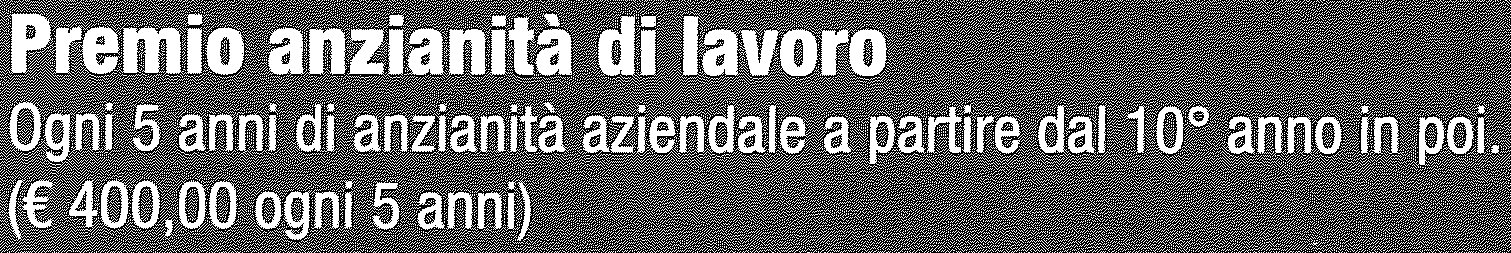 Premio anzianità di lavoro
Ogni 5 anni di anzianità aziendale a partire dal 10° anno in poi.
(€ 400,00 ogni 5 anni)